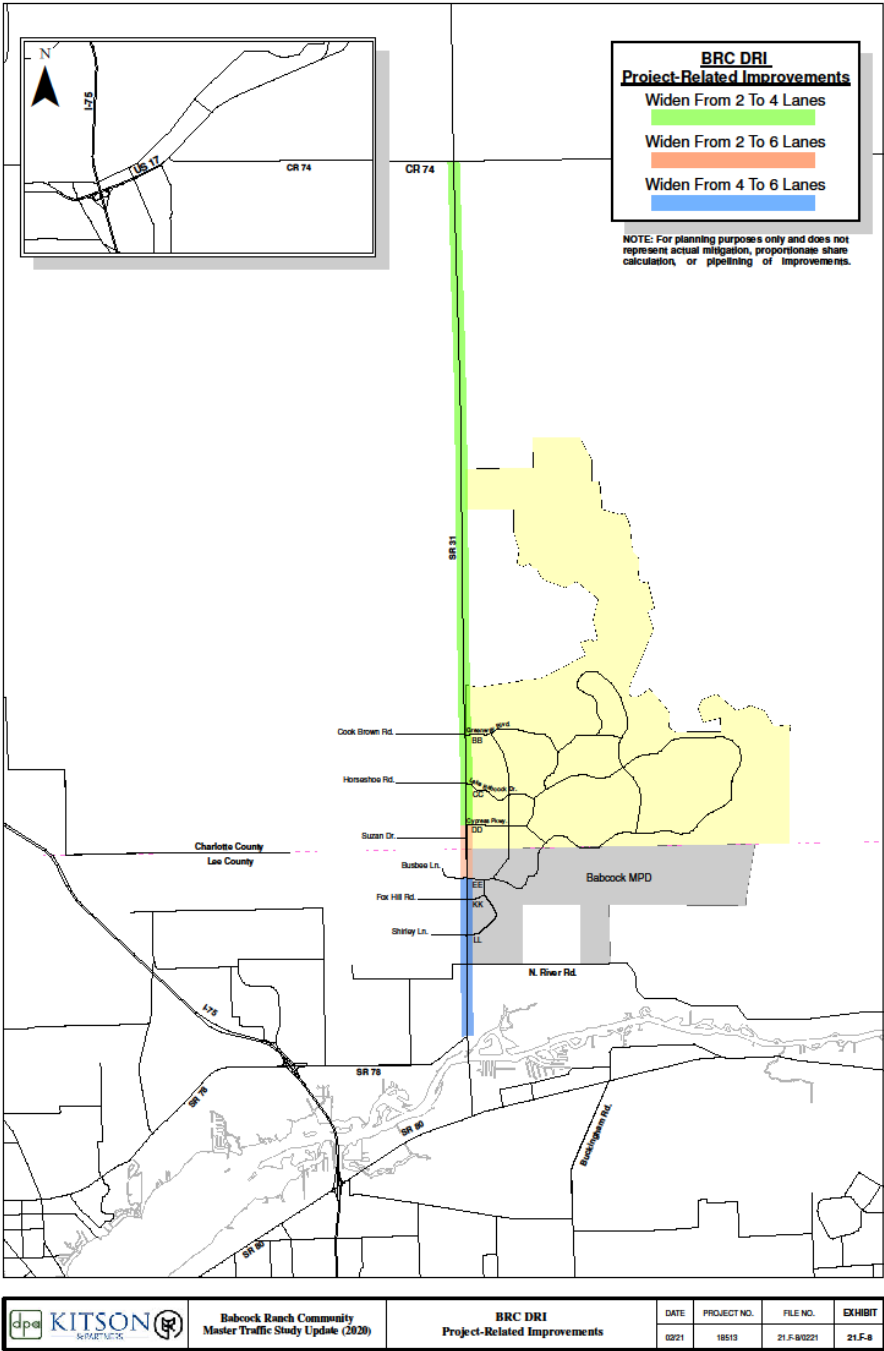 N
I-75
US 17
CR 74
CR 74
BRC DRI
Project-Related Improvements
Widen From 2 To 4 Lanes
Widen From 2 To 6 Lanes
Widen From 4 To 6 Lanes
NOTE: For planning purposes only and does not
represent actual mitigation, proportionate share
calculation, or pipelining of improvements.
SR 31
Cook Brown Rd.
Greenway Blvd.
BB
Horseshoe Rd.
Lake Babcock Dr.
CC
Cypress Pkwy.
DD
Suzan Dr.
Charlotte County
Lee County
Busbee Ln.
EE
Babcock MPD
Fox Hill Rd.
KK
Shirley Ln.
LL
N. River Rd.
I-75
SR 78
SR 78
SR 80
Buckingham Rd.
SR 80
dpa
KITSON
& PARTNERS
Babcock Ranch Community
Master Traffic Study Update (2020)
BRC DRI
Project-Related Improvements
DATE
PROJECT NO.
FILE NO.
EXHIBIT
02/21
18513
21.F-8/0221
21.F-8